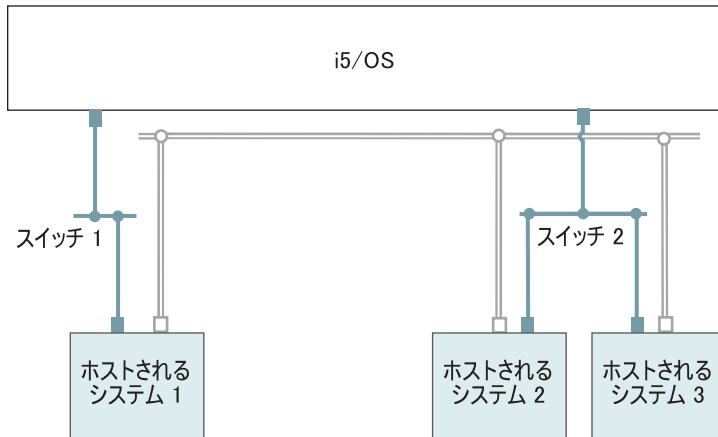 i5/OS
スイッチ 1
スイッチ 2
ホストされる
システム 1
ホストされる
システム 2
ホストされる
システム 3